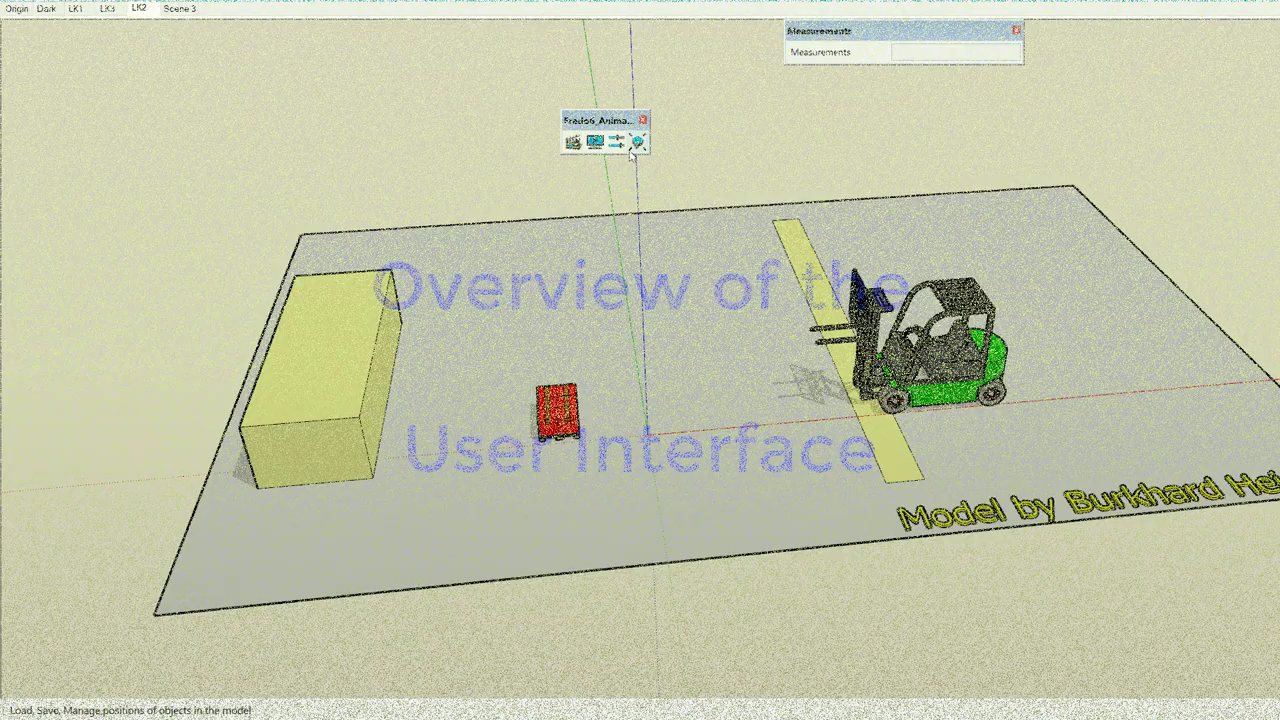 Origin Dark LK1 LK3 LK2 Scene 3
Measurements
Measurements
Fredo6_Anima...
Overview of the
User Interface
Model by Burkhard
Load, Save, Manage positions of objects in the model